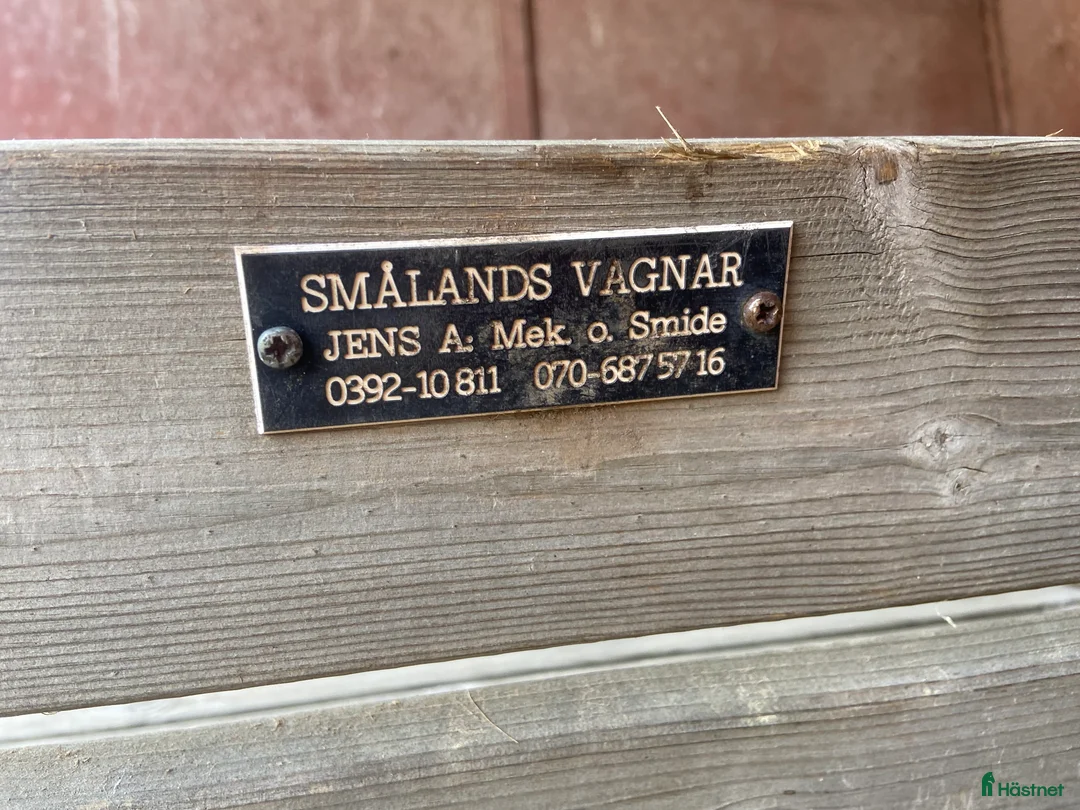 SMÅLANDS VAGNAR
JENS A: Mek. o. Smide
0392-10 811 070-687 57 16
Hästnet